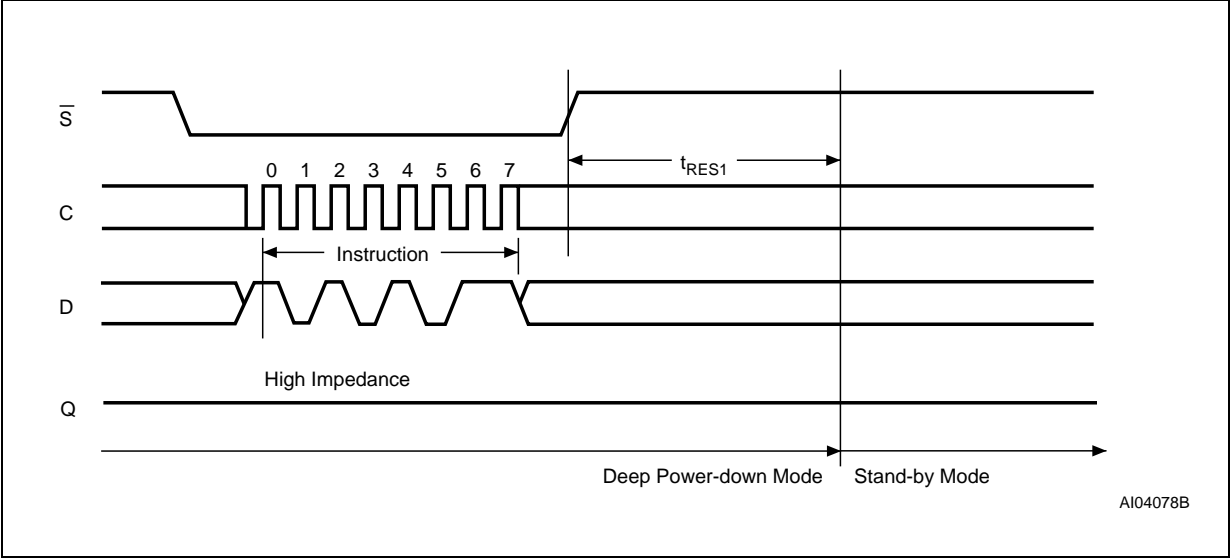 S̅
0 1 2 3 4 5 6 7
tRES1
C
Instruction
D
High Impedance
Q
Deep Power-down Mode
Stand-by Mode
AI04078B